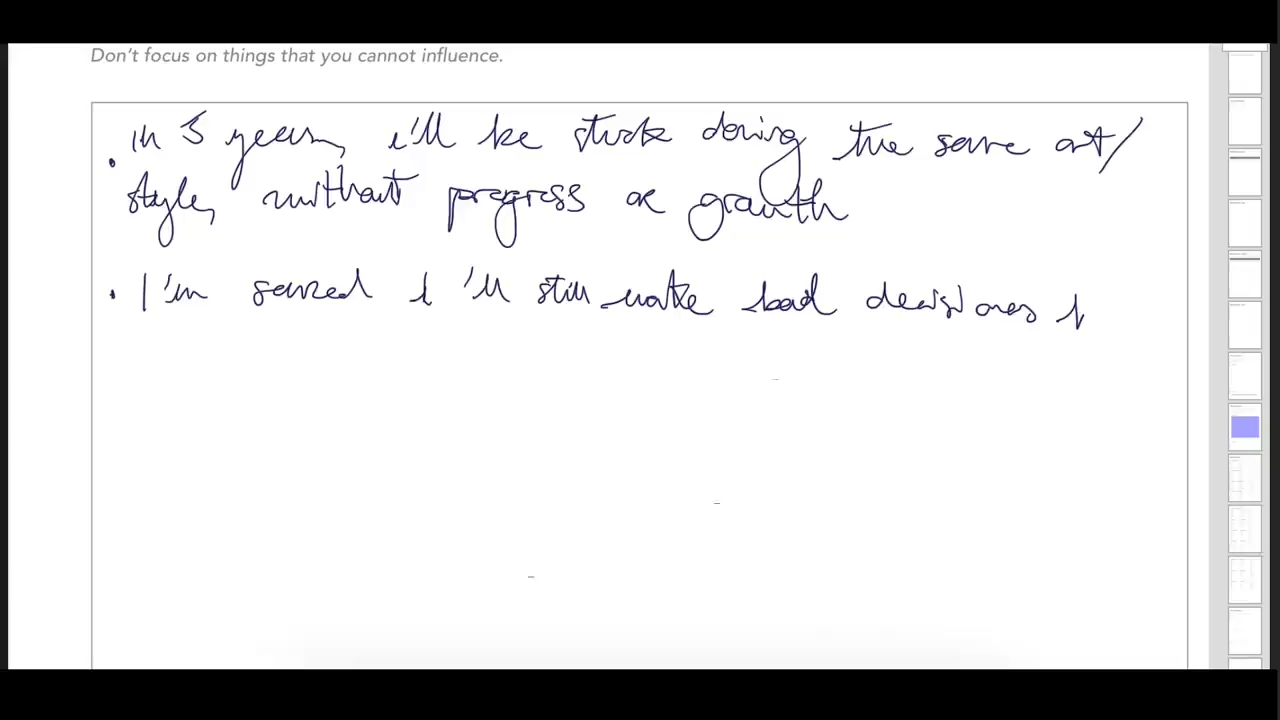 Don't focus on things that you cannot influence.
• in 5 years, i'll be stuck doing the same art/
style, without progress or growth
• I'm scared I'll still make bad decisions